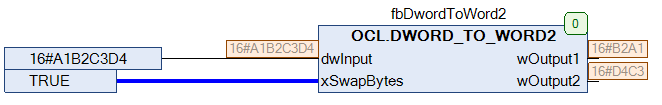 fbDwordToWord2
0
OCL.DWORD_TO_WORD2
16#A1B2C3D4
16#A1B2C3D4 dwInput wOutput1 16#B2A1
TRUE xSwapBytes wOutput2 16#D4C3